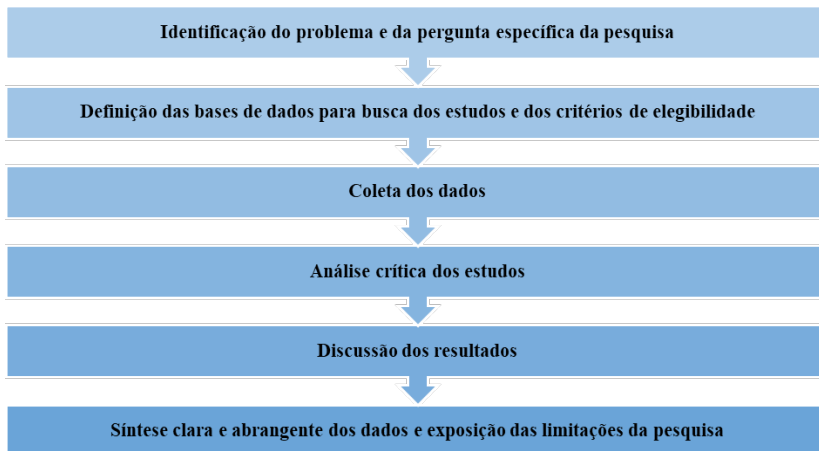 Identificação do problema e da pergunta específica da pesquisa
Definição das bases de dados para busca dos estudos e dos critérios de elegibilidade
Coleta dos dados
Análise crítica dos estudos
Discussão dos resultados
Síntese clara e abrangente dos dados e exposição das limitações da pesquisa